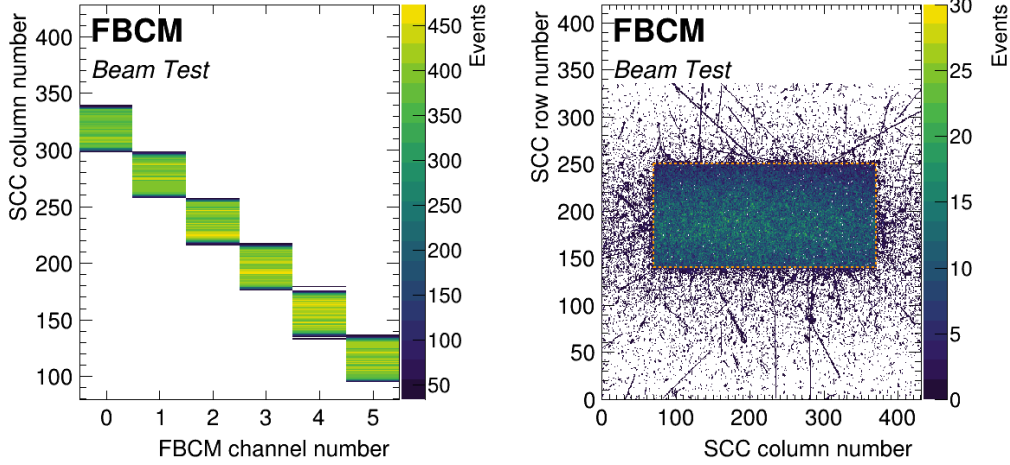 FBCM
Beam Test
SCC column number
400
350
300
250
200
150
100
0 1 2 3 4 5
FBCM channel number
Events
450
400
350
300
250
200
150
100
50
FBCM
Beam Test
SCC row number
400
350
300
250
200
150
100
50
0
0 100 200 300 400
SCC column number
Events
30
25
20
15
10
5
0